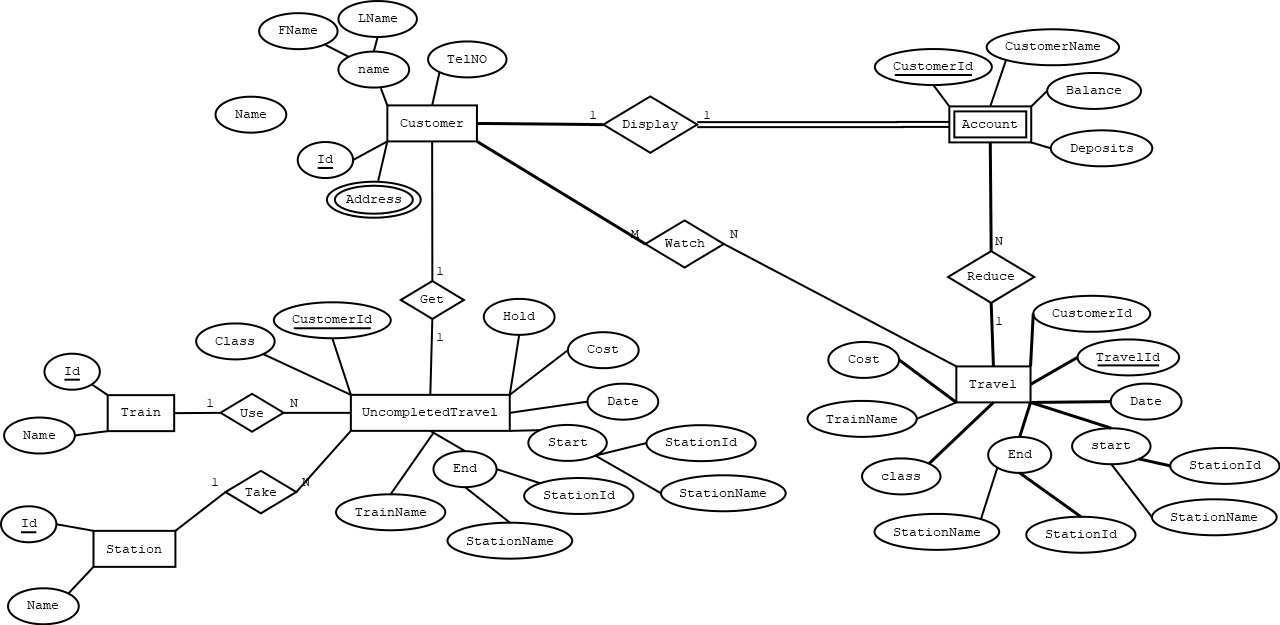 LName
FName
CustomerName
TelNO
name
CustomerId
Balance
Name
1
1
Customer
Display
Account
Deposits
Id
Address
M
N
Watch
N
1
Get
Reduce
CustomerId
Hold
CustomerId
1
1
Class
Cost
Cost
TravelId
Id
Travel
1
N
Date
Date
Train
Use
UncompletedTravel
TrainName
Name
Start
StationId
End
start
End
StationId
class
1
N
Take
StationId
StationName
TrainName
StationName
Id
StationName
StationName
StationId
Station
Name